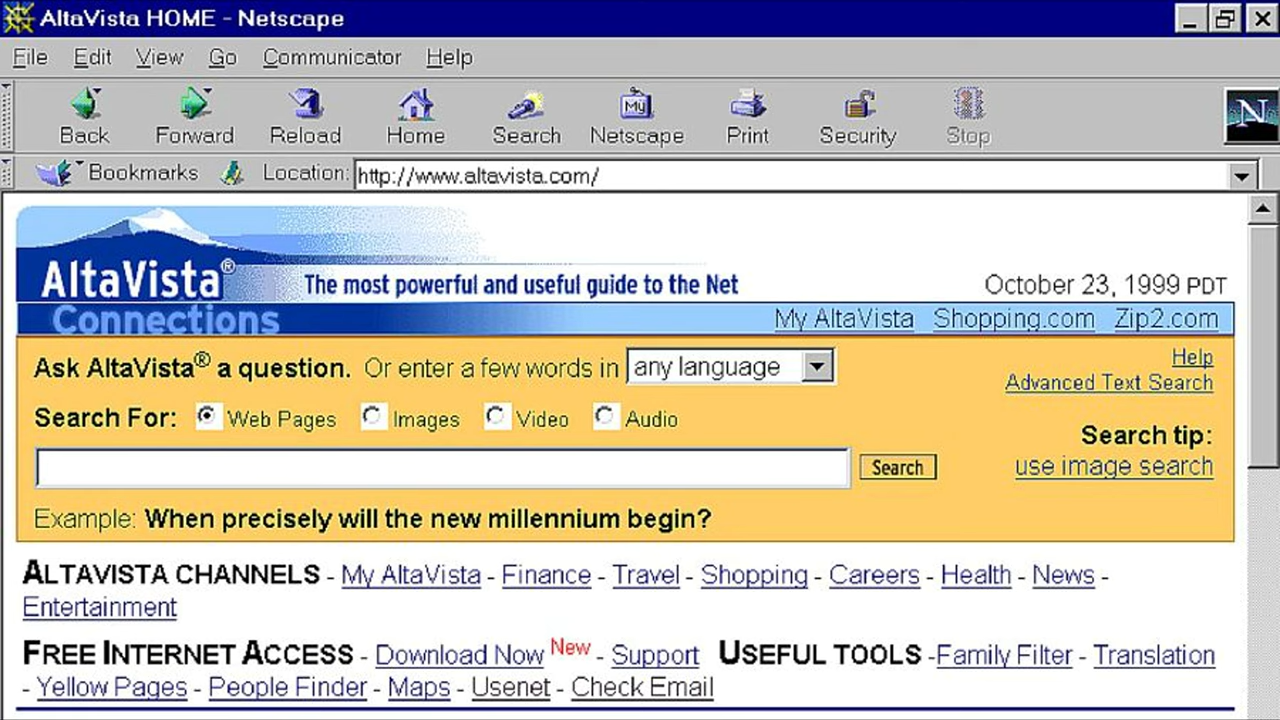 AltaVista HOME - Netscape
File Edit View Go Communicator Help
Back Forward Reload Home Search Netscape Print Security Stop
My
N
Bookmarks Location: http://www.altavista.com/
AltaVista® The most powerful and useful guide to the Net October 23, 1999 PDT
Connections My AltaVista Shopping.com Zip2.com
Ask AltaVista® a question. Or enter a few words in any language Help
Advanced Text Search
Search For: Web Pages Images Video Audio
Search tip:
Search use image search
Example: When precisely will the new millennium begin?
ALTAVISTA CHANNELS - My AltaVista - Finance - Travel - Shopping - Careers - Health - News -
Entertainment
FREE INTERNET ACCESS - Download Now New - Support USEFUL TOOLS -Family Filter - Translation
- Yellow Pages - People Finder - Maps - Usenet - Check Email